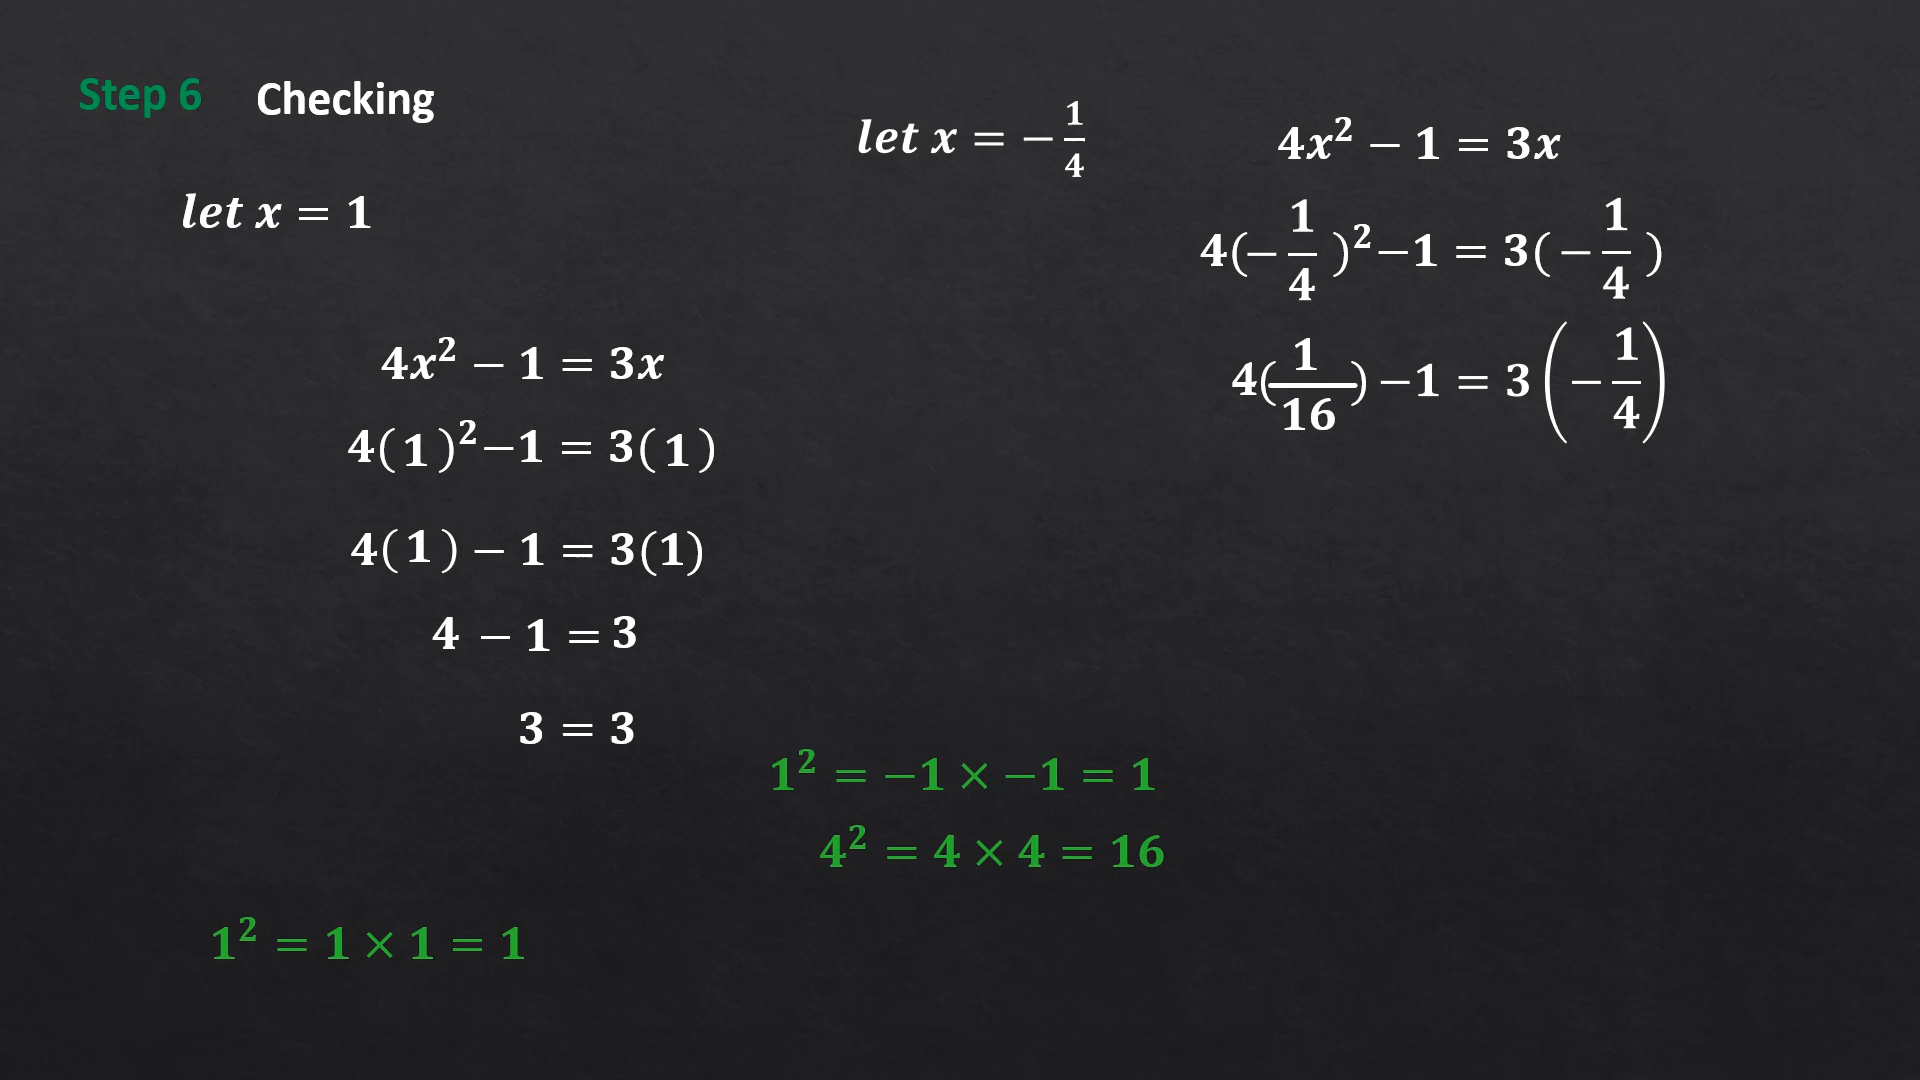 Step 6 Checking
let x = 1
4x² − 1 = 3x
4( 1 )²−1 = 3( 1 )
4( 1 ) − 1 = 3(1)
4 − 1 = 3
3 = 3
1² = 1 × 1 = 1
let x = −1/4
4x² − 1 = 3x
4(−1/4 )²−1 = 3(−1/4 )
4(1/16) −1 = 3(−1/4)
1² = −1 × −1 = 1
4² = 4 × 4 = 16